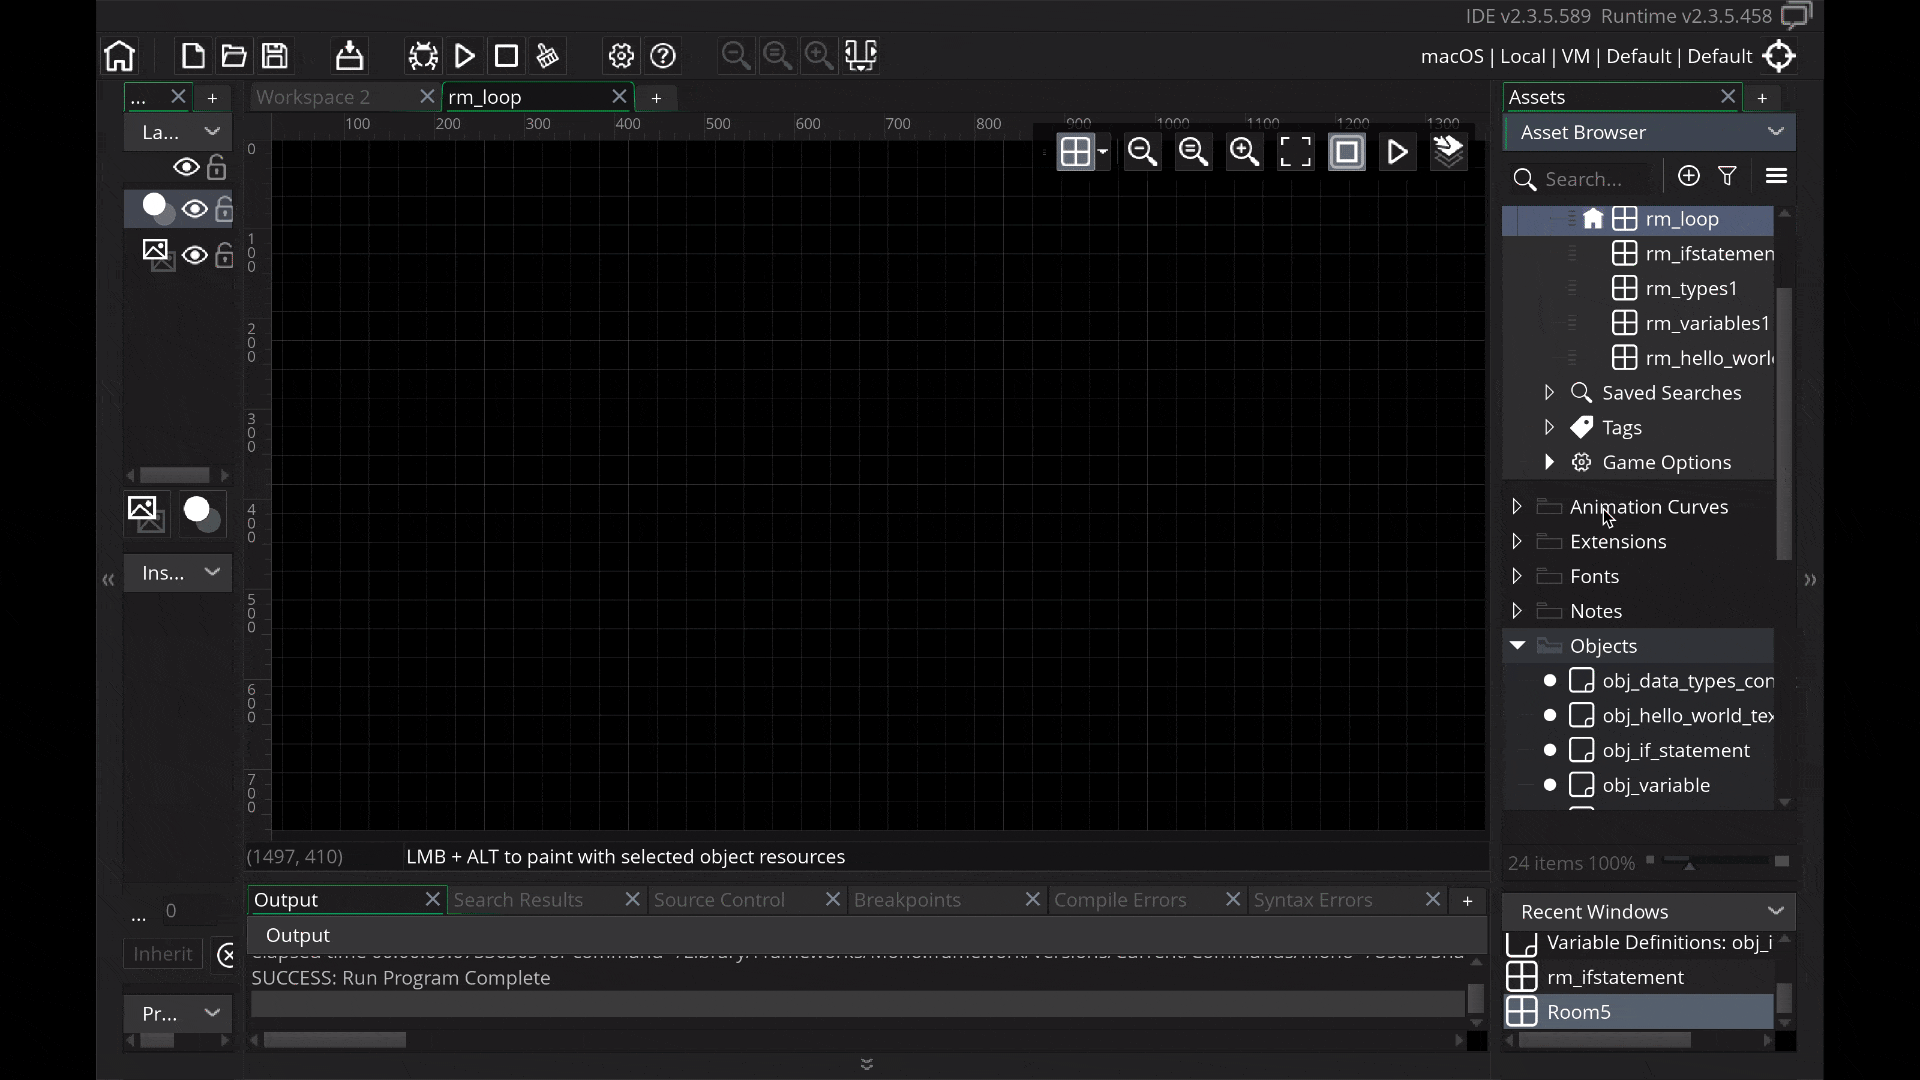 IDE v2.3.5.589 Runtime v2.3.5.458
macOS | Local | VM | Default | Default
...
Workspace 2
rm_loop
Assets
La...
100 200 300 400 500 600 700 800 900 1000 1100 1200 1300
Asset Browser
0
Search...
rm_loop
100
rm_ifstatemen
rm_types1
200
rm_variables1
rm_hello_worl
Saved Searches
300
Tags
Game Options
400
Animation Curves
Extensions
Ins...
Fonts
500
Notes
Objects
600
obj_data_types_con
obj_hello_world_tex
obj_if_statement
700
obj_variable
(1497, 410)
LMB + ALT to paint with selected object resources
24 items 100%
Output
Search Results
Source Control
Breakpoints
Compile Errors
Syntax Errors
... 0
Recent Windows
Output
Variable Definitions: obj_i
Inherit
SUCCESS: Run Program Complete
rm_ifstatement
Pr...
Room5